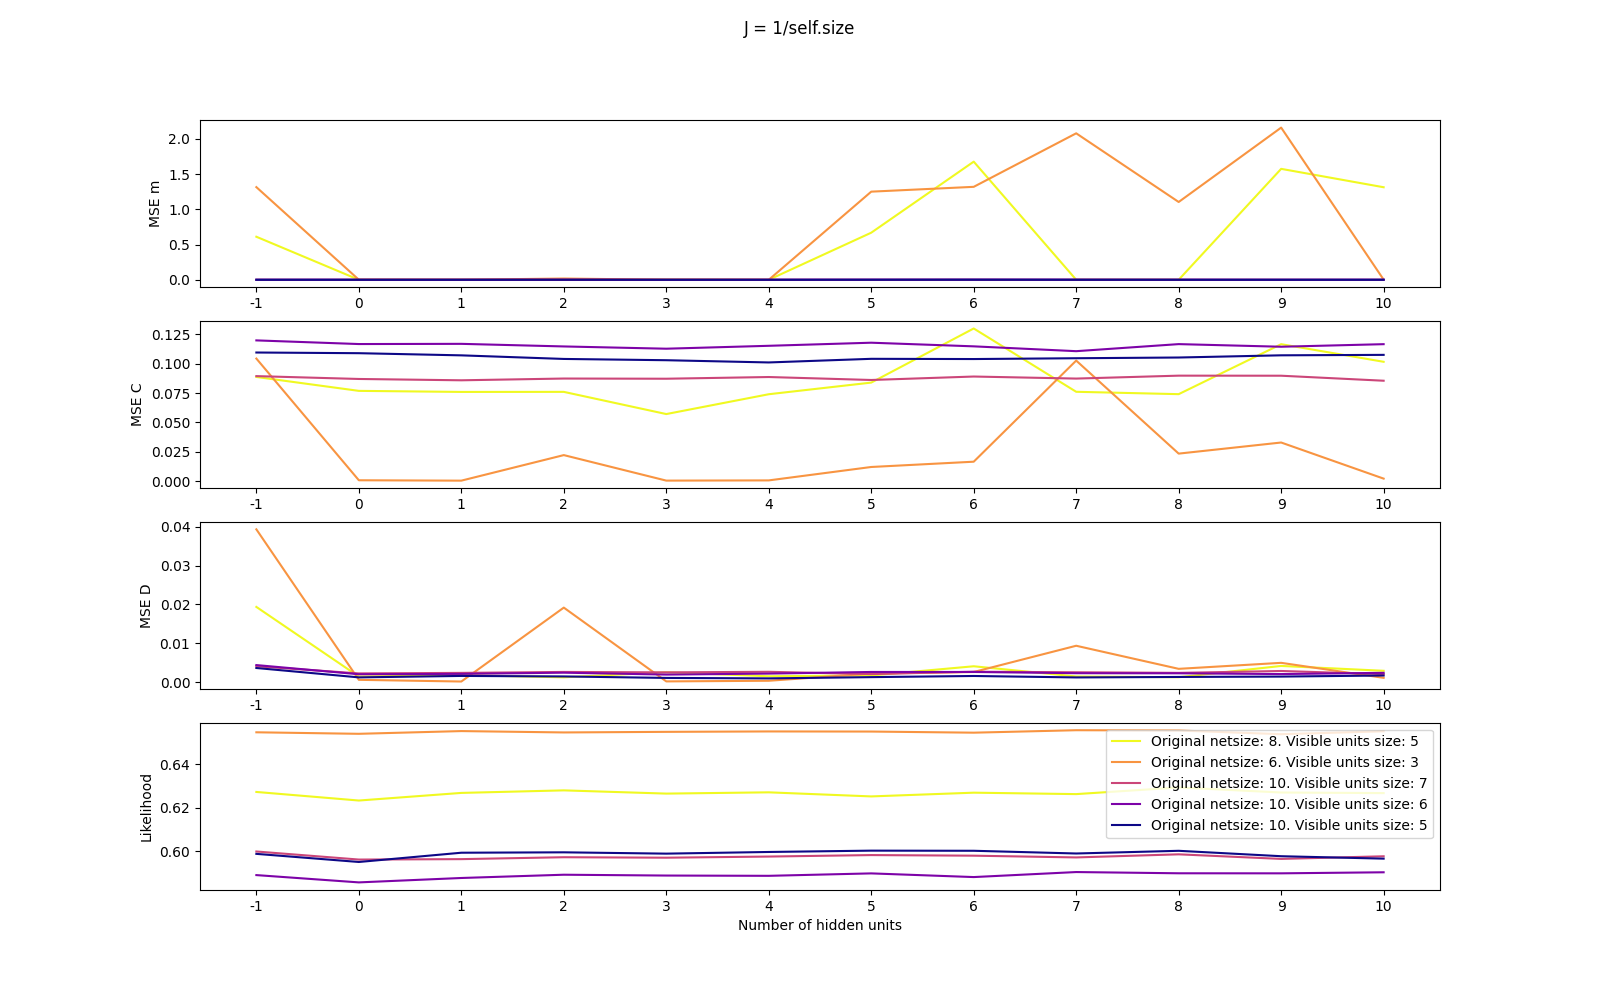 J = 1/self.size
MSE m
2.0
1.5
1.0
0.5
0.0
-1 0 1 2 3 4 5 6 7 8 9 10
MSE C
0.125
0.100
0.075
0.050
0.025
0.000
-1 0 1 2 3 4 5 6 7 8 9 10
MSE D
0.04
0.03
0.02
0.01
0.00
-1 0 1 2 3 4 5 6 7 8 9 10
Likelihood
0.64
0.62
0.60
Original netsize: 8. Visible units size: 5
Original netsize: 6. Visible units size: 3
Original netsize: 10. Visible units size: 7
Original netsize: 10. Visible units size: 6
Original netsize: 10. Visible units size: 5
-1 0 1 2 3 4 5 6 7 8 9 10
Number of hidden units